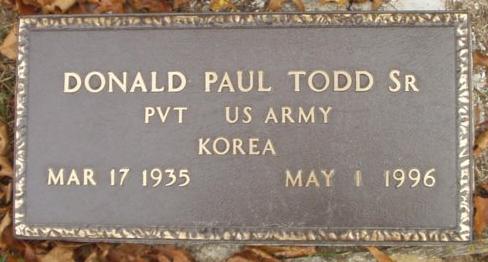 DONALD PAUL TODD SR
PVT US ARMY
KOREA
MAR 17 1935 MAY 1 1996